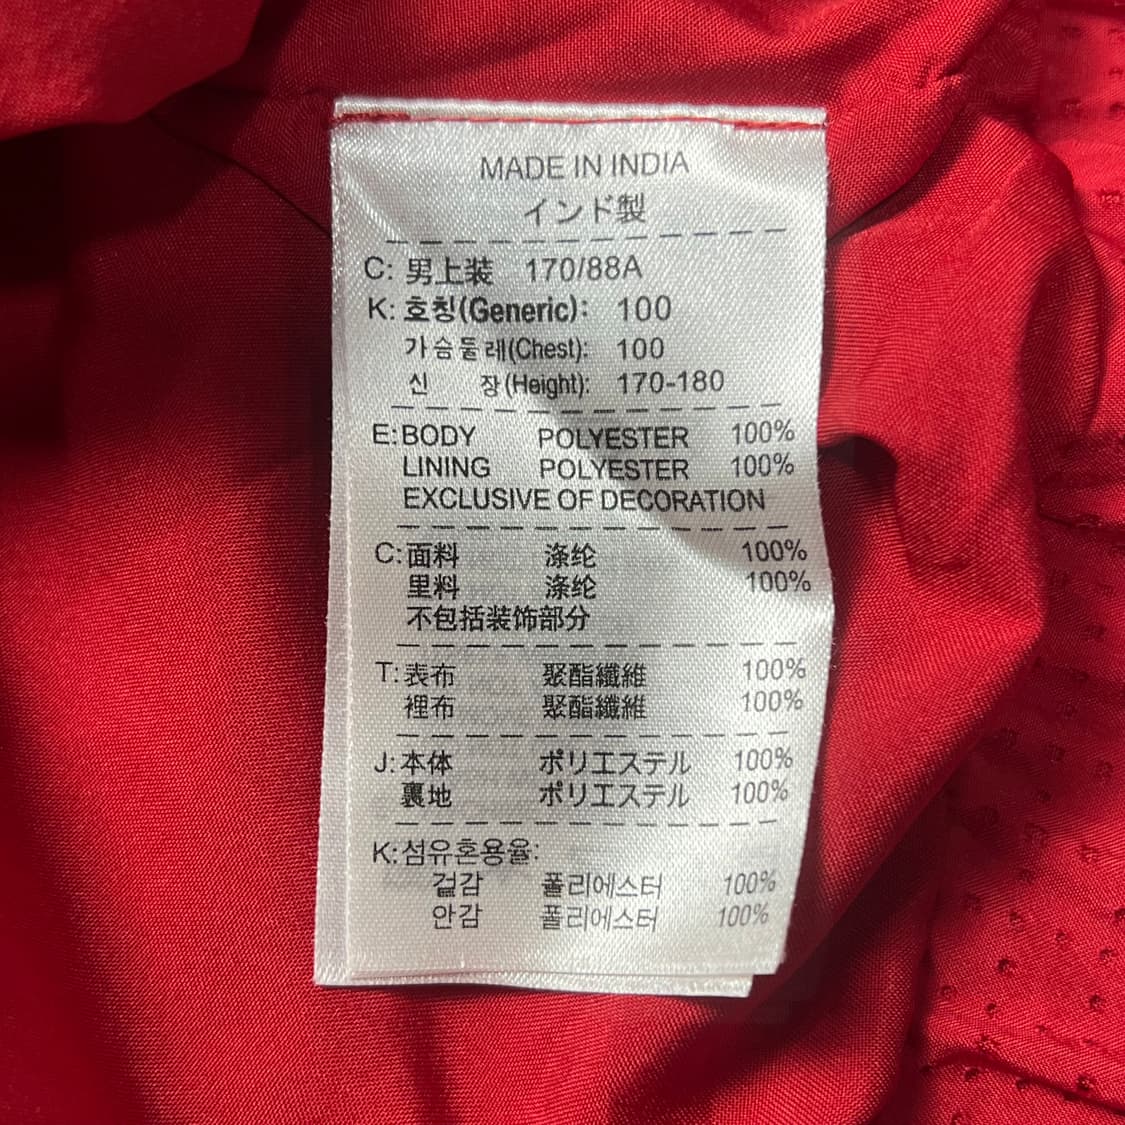 MADE IN INDIA
インド製
C: 男上装 170/88A
K: 호칭(Generic): 100
가슴둘레(Chest): 100
신 장(Height): 170-180
E: BODY POLYESTER 100%
LINING POLYESTER 100%
EXCLUSIVE OF DECORATION
C: 面料 涤纶 100%
里料 涤纶 100%
不包括装饰部分
T: 表布 聚酯纖維 100%
裡布 聚酯纖維 100%
J: 本体 ポリエステル 100%
裏地 ポリエステル 100%
K: 섬유혼용율:
겉감 폴리에스터 100%
안감 폴리에스터 100%